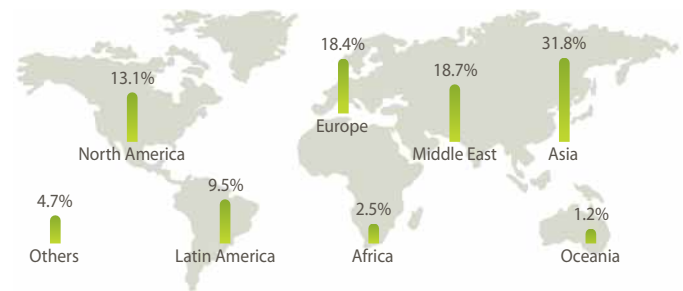 18.4%
31.8%
13.1%
18.7%
Europe
North America
Middle East
Asia
9.5%
4.7%
2.5%
1.2%
Others
Latin America
Africa
Oceania